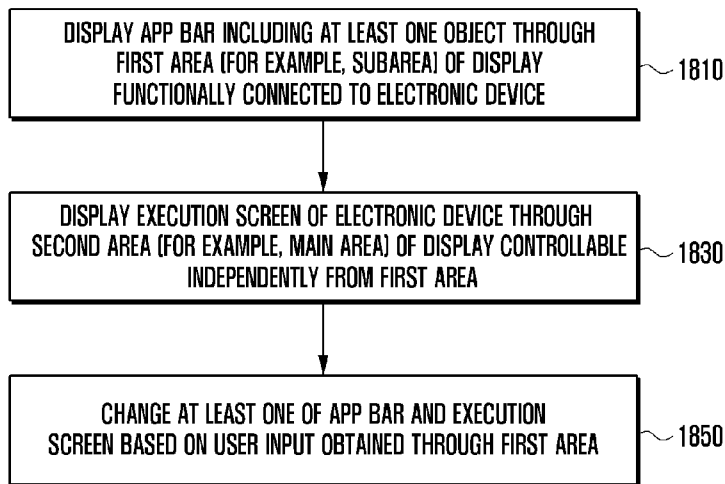 DISPLAY APP BAR INCLUDING AT LEAST ONE OBJECT THROUGH
FIRST AREA (FOR EXAMPLE, SUBAREA) OF DISPLAY
FUNCTIONALLY CONNECTED TO ELECTRONIC DEVICE
1810
DISPLAY EXECUTION SCREEN OF ELECTRONIC DEVICE THROUGH
SECOND AREA (FOR EXAMPLE, MAIN AREA) OF DISPLAY CONTROLLABLE
INDEPENDENTLY FROM FIRST AREA
1830
CHANGE AT LEAST ONE OF APP BAR AND EXECUTION
SCREEN BASED ON USER INPUT OBTAINED THROUGH FIRST AREA
1850